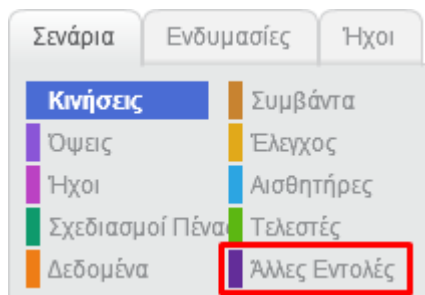 Σενάρια Ενδυμασίες Ήχοι
Κινήσεις Συμβάντα
Όψεις Έλεγχος
Ήχοι Αισθητήρες
Σχεδιασμοί Πένας Τελεστές
Δεδομένα Άλλες Εντολές